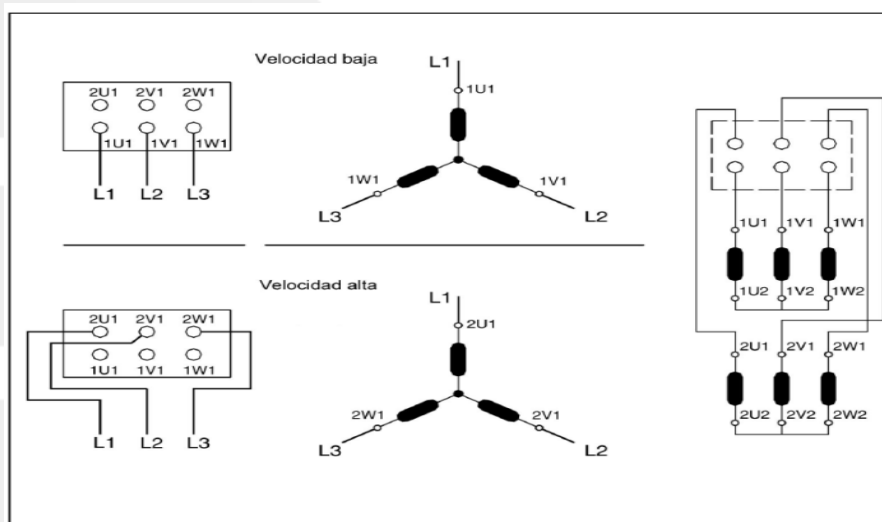 Velocidad baja
2U1 2V1 2W1
1U1 1V1 1W1
L1 L2 L3
L1
1U1
1W1 1V1
L3 L2
Velocidad alta
2U1 2V1 2W1
1U1 1V1 1W1
L1 L2 L3
L1
2U1
2W1 2V1
L3 L2
1U1 1V1 1W1
1U2 1V2 1W2
2U1 2V1 2W1
2U2 2V2 2W2